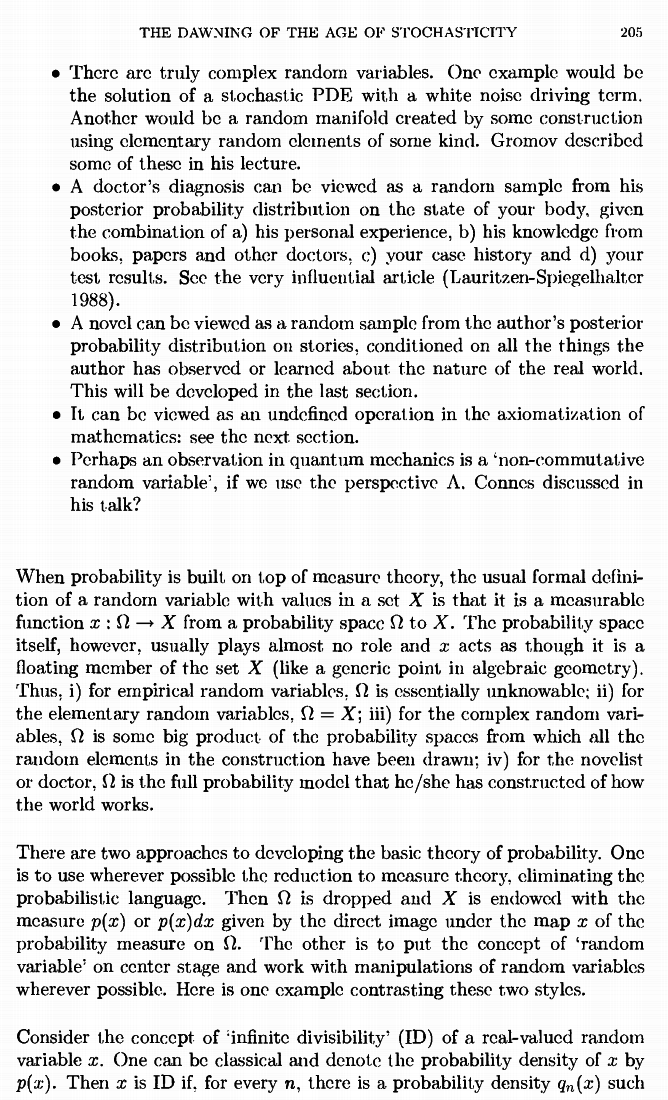 THE DAWNING OF THE AGE OF STOCHASTICITY 205
• There are truly complex random variables. One example would be
the solution of a stochastic PDE with a white noise driving term.
Another would be a random manifold created by some construction
using elementary random elements of some kind. Gromov described
some of these in his lecture.
• A doctor's diagnosis can be viewed as a random sample from his
posterior probability distribution on the state of your body, given
the combination of a) his personal experience, b) his knowledge from
books, papers and other doctors, c) your case history and d) your
test results. See the very influential article (Lauritzen-Spiegelhalter
1988).
• A novel can be viewed as a random sample from the author's posterior
probability distribution on stories, conditioned on all the things the
author has observed or learned about the nature of the real world.
This will be developed in the last section.
• It can be viewed as an undefined operation in the axiomatization of
mathematics: see the next section.
• Perhaps an observation in quantum mechanics is a 'non-commutative
random variable', if we use the perspective A. Connes discussed in
his talk?
When probability is built on top of measure theory, the usual formal defini-
tion of a random variable with values in a set X is that it is a measurable
function x : Ω → X from a probability space Ω to X. The probability space
itself, however, usually plays almost no role and x acts as though it is a
floating member of the set X (like a generic point in algebraic geometry).
Thus, i) for empirical random variables, Ω is essentially unknowable; ii) for
the elementary random variables, Ω = X; iii) for the complex random vari-
ables, Ω is some big product of the probability spaces from which all the
random elements in the construction have been drawn; iv) for the novelist
or doctor, Ω is the full probability model that he/she has constructed of how
the world works.
There are two approaches to developing the basic theory of probability. One
is to use wherever possible the reduction to measure theory, eliminating the
probabilistic language. Then Ω is dropped and X is endowed with the
measure p(x) or p(x)dx given by the direct image under the map x of the
probability measure on Ω. The other is to put the concept of 'random
variable' on center stage and work with manipulations of random variables
wherever possible. Here is one example contrasting these two styles.
Consider the concept of 'infinite divisibility' (ID) of a real-valued random
variable x. One can be classical and denote the probability density of x by
p(x). Then x is ID if, for every n, there is a probability density qₙ(x) such